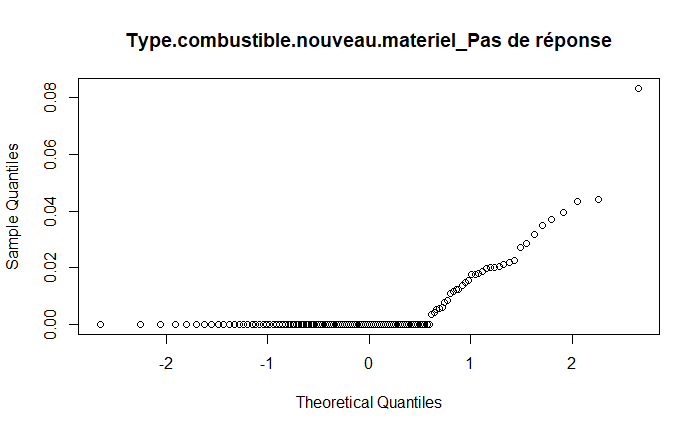 Type.combustible.nouveau.materiel_Pas de réponse
0.08
0.06
0.04
0.02
0.00
Sample Quantiles
-2 -1 0 1 2
Theoretical Quantiles